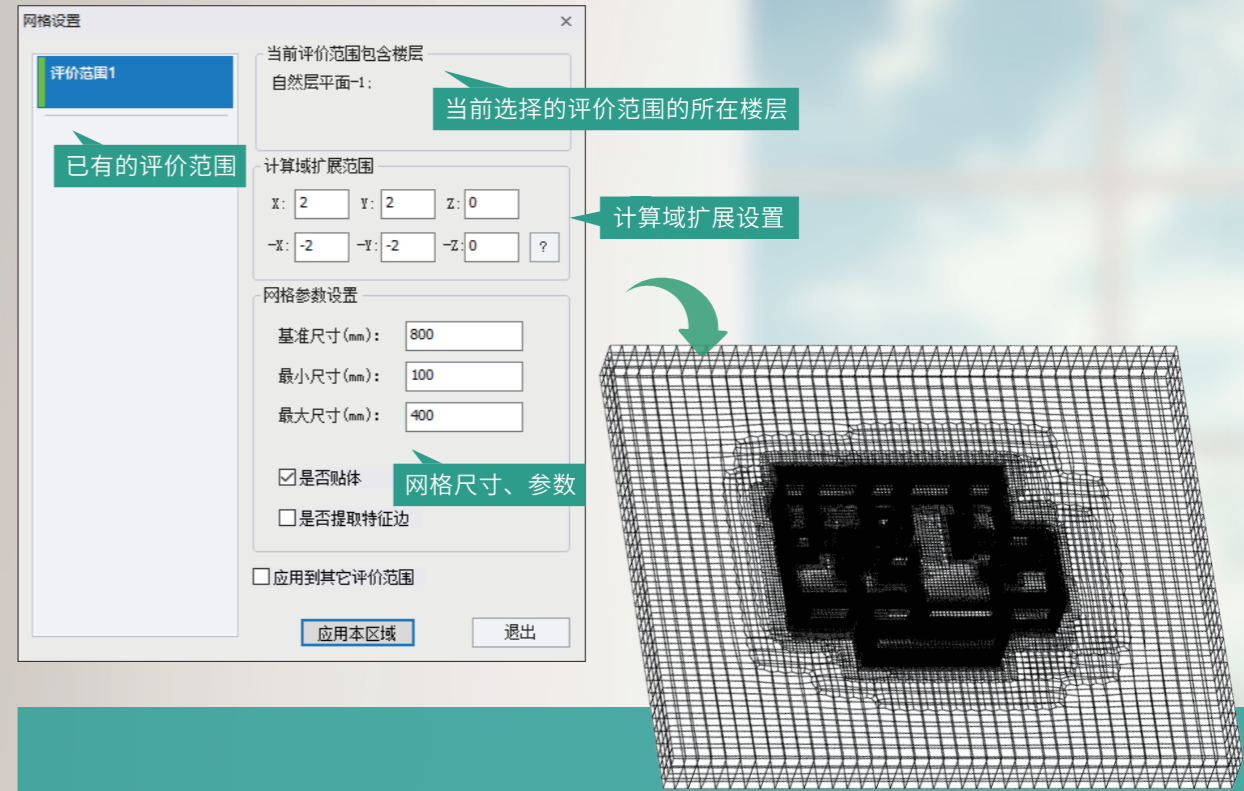 网格设置
评价范围1
已有的评价范围
当前评价范围包含楼层
自然层平面-1;
当前选择的评价范围的所在楼层
计算域扩展范围
X: 2 Y: 2 Z: 0
-X: -2 -Y: -2 -Z: 0 ?
计算域扩展设置
网格参数设置
基准尺寸(mm): 800
最小尺寸(mm): 100
最大尺寸(mm): 400
是否贴体
网格尺寸、参数
是否提取特征边
应用到其它评价范围
应用本区域 退出